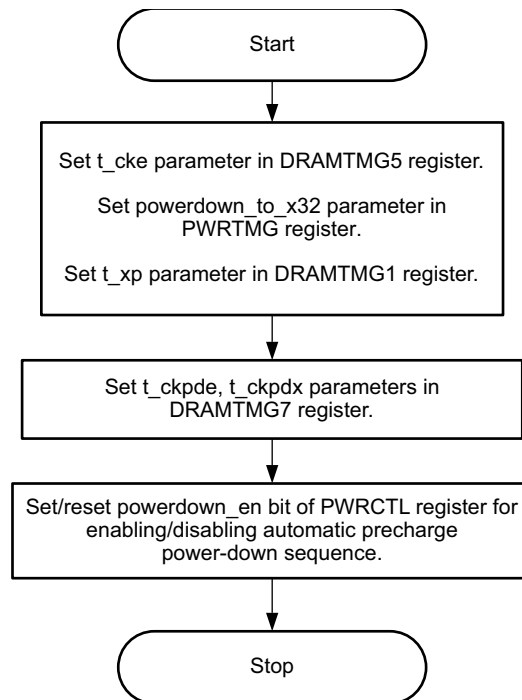 Start
Set t_cke parameter in DRAMTMG5 register.
Set powerdown_to_x32 parameter in
PWRTMG register.
Set t_xp parameter in DRAMTMG1 register.
Set t_ckpde, t_ckpdx parameters in
DRAMTMG7 register.
Set/reset powerdown_en bit of PWRCTL register for
enabling/disabling automatic precharge
power-down sequence.
Stop